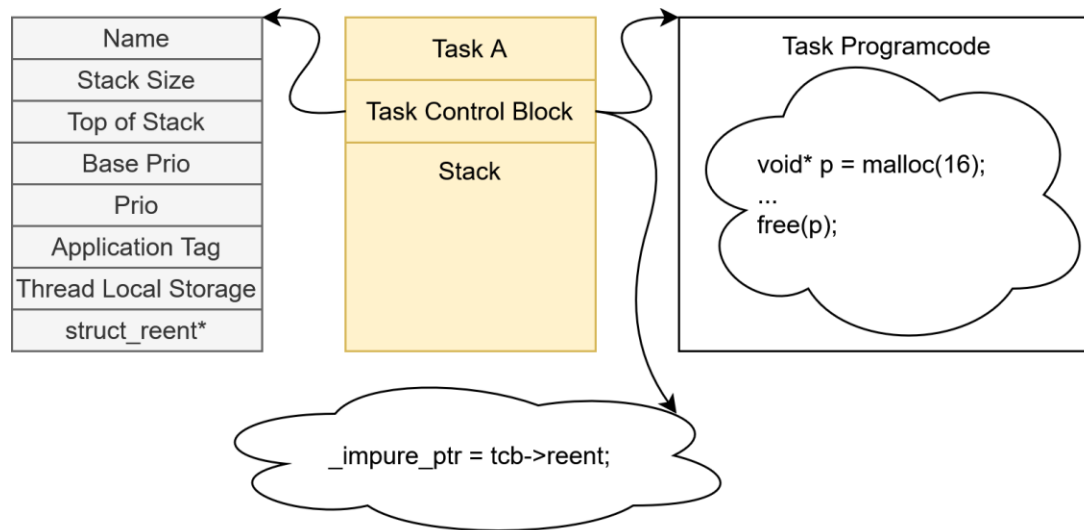 Name
Stack Size
Top of Stack
Base Prio
Prio
Application Tag
Thread Local Storage
struct_reent*
Task A
Task Control Block
Stack
Task Programcode
void* p = malloc(16);
...
free(p);
_impure_ptr = tcb->reent;